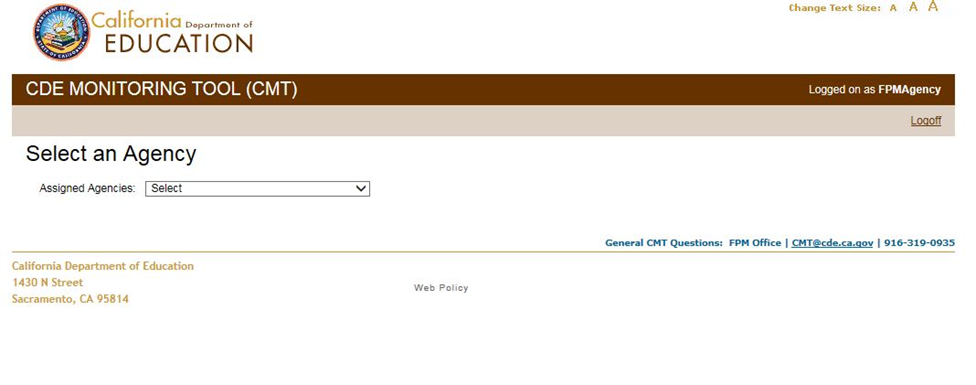 California Department of
EDUCATION
Change Text Size: A A A
CDE MONITORING TOOL (CMT)
Logged on as FPMAgency
Logoff
Select an Agency
Assigned Agencies: Select
General CMT Questions: FPM Office | CMT@cde.ca.gov | 916-319-0935
California Department of Education
1430 N Street
Sacramento, CA 95814
Web Policy